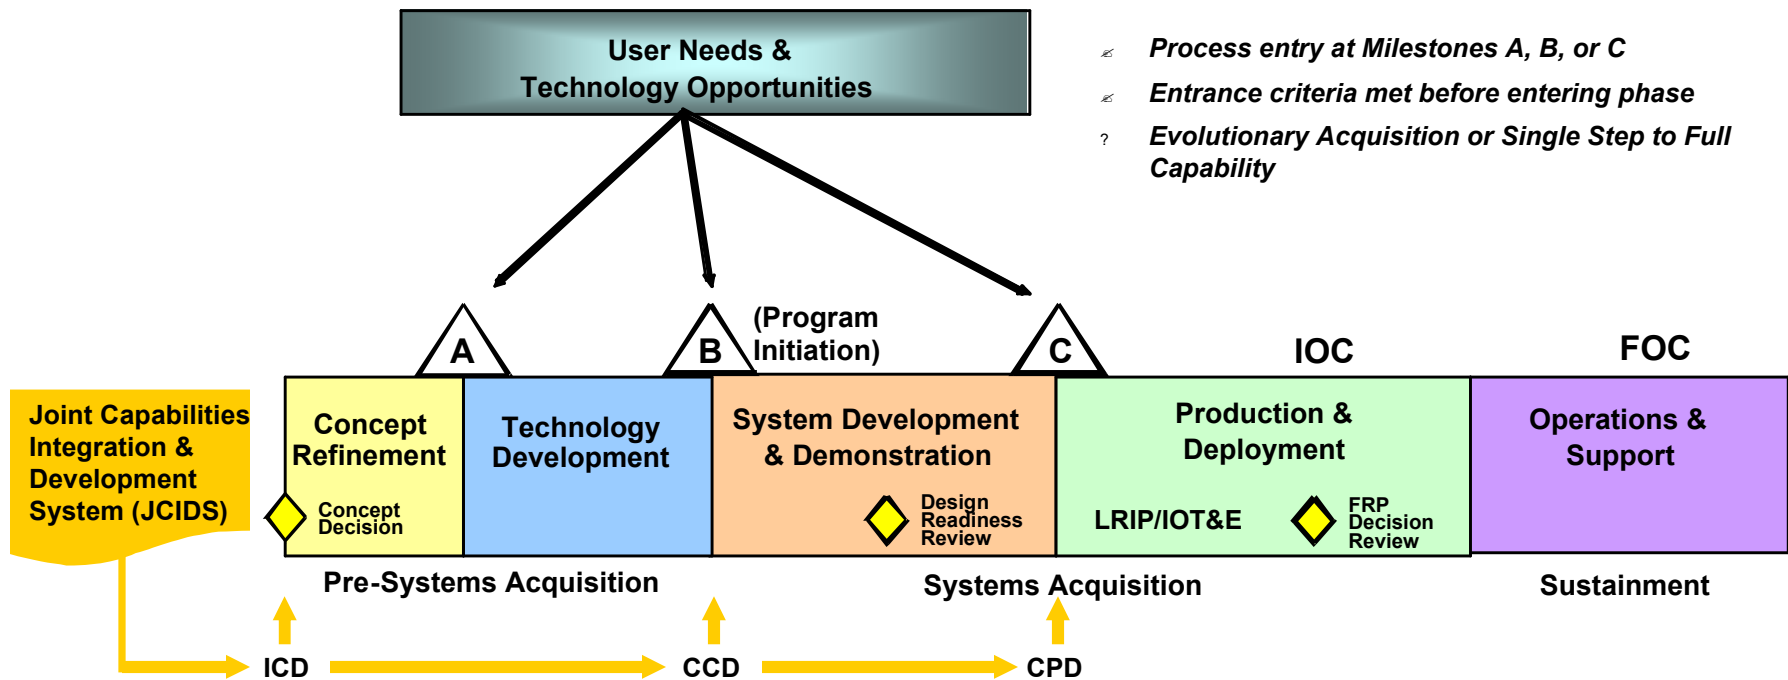 User Needs &
Technology Opportunities
Process entry at Milestones A, B, or C
Entrance criteria met before entering phase
? Evolutionary Acquisition or Single Step to Full
Capability
A
B
(Program
Initiation)
C
IOC
FOC
Joint Capabilities
Integration &
Development
System (JCIDS)
Concept
Refinement
Concept
Decision
Technology
Development
System Development
& Demonstration
Design
Readiness
Review
Production &
Deployment
LRIP/IOT&E
FRP
Decision
Review
Operations &
Support
Pre-Systems Acquisition
Systems Acquisition
Sustainment
ICD
CCD
CPD